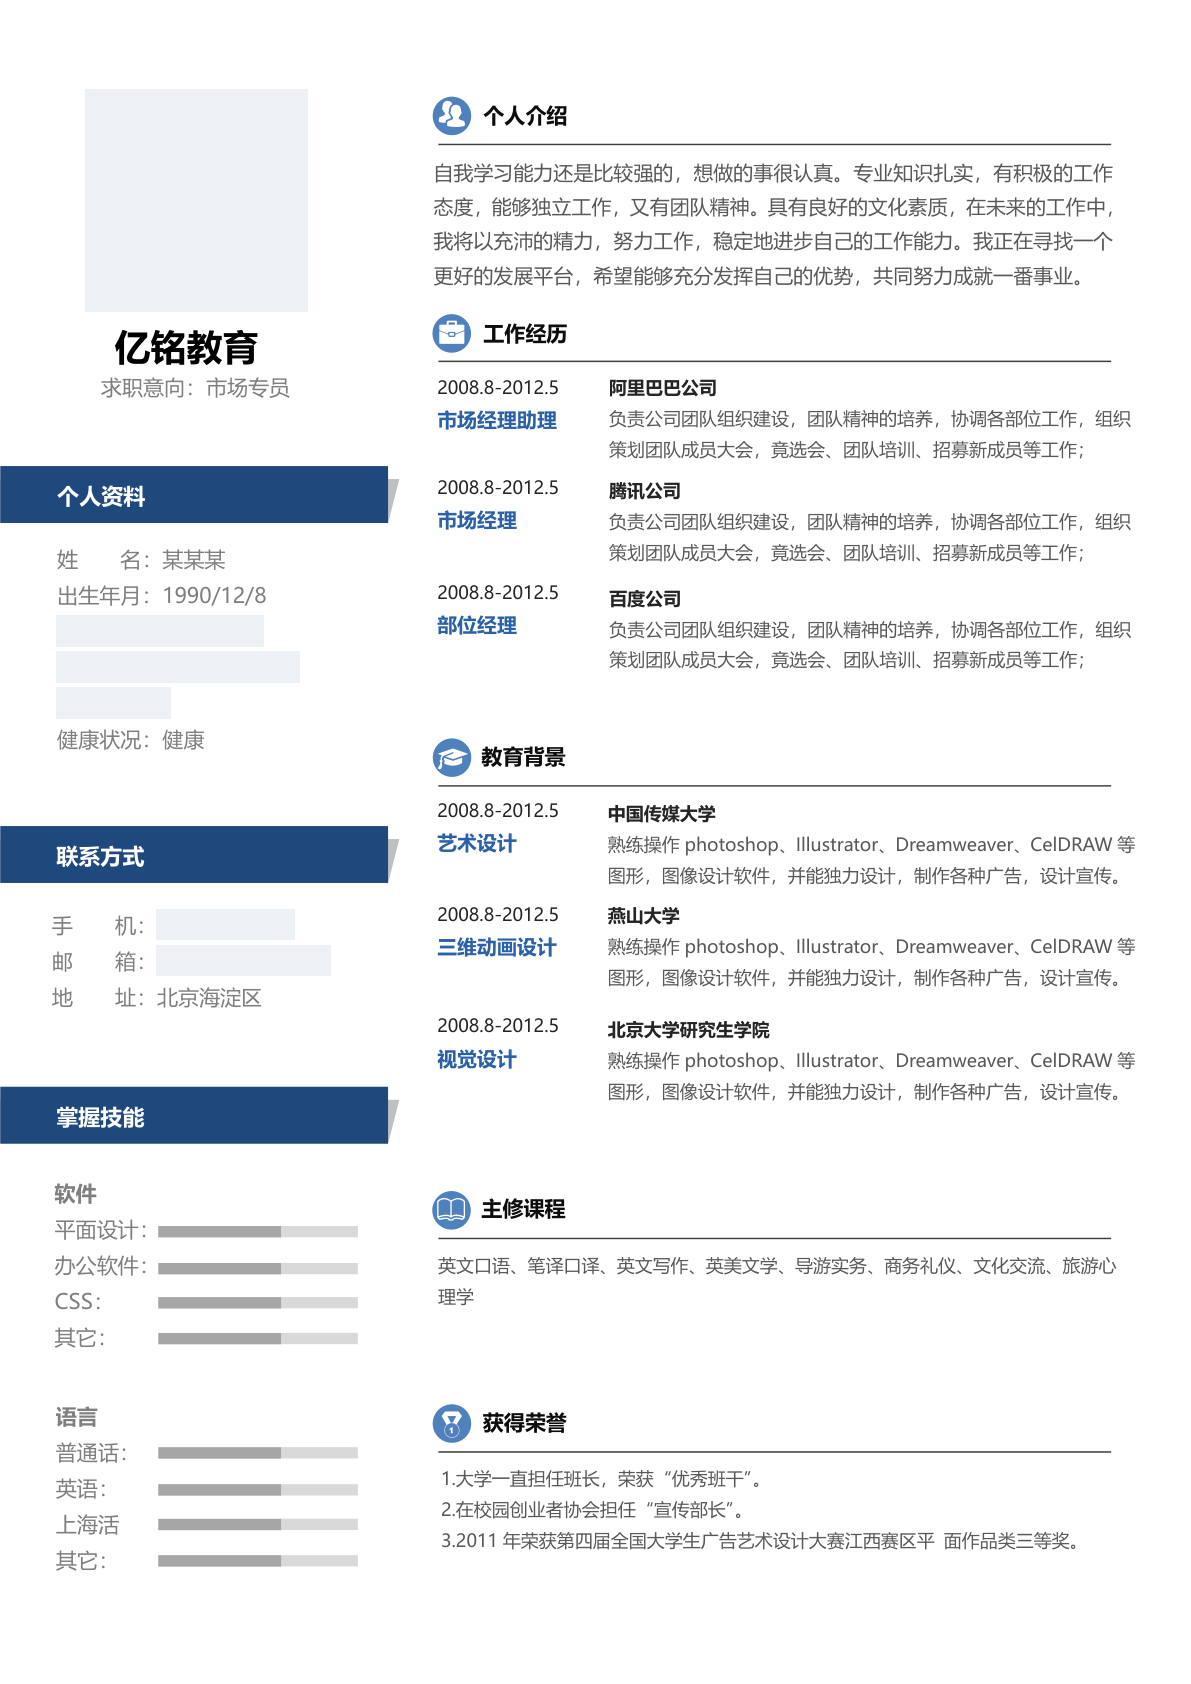 亿铭教育
求职意向：市场专员
个人资料
姓　　名：某某某
出生年月：1990/12/8
健康状况：健康
联系方式
手　　机：
邮　　箱：
地　　址：北京海淀区
掌握技能
软件
平面设计：
办公软件：
CSS：
其它：
语言
普通话：
英语：
上海活
其它：
个人介绍
自我学习能力还是比较强的，想做的事很认真。专业知识扎实，有积极的工作
态度，能够独立工作，又有团队精神。具有良好的文化素质，在未来的工作中，
我将以充沛的精力，努力工作，稳定地进步自己的工作能力。我正在寻找一个
更好的发展平台，希望能够充分发挥自己的优势，共同努力成就一番事业。
工作经历
2008.8-2012.5 阿里巴巴公司
市场经理助理 负责公司团队组织建设，团队精神的培养，协调各部位工作，组织
策划团队成员大会，竟选会、团队培训、招募新成员等工作；
2008.8-2012.5 腾讯公司
市场经理 负责公司团队组织建设，团队精神的培养，协调各部位工作，组织
策划团队成员大会，竟选会、团队培训、招募新成员等工作；
2008.8-2012.5 百度公司
部位经理 负责公司团队组织建设，团队精神的培养，协调各部位工作，组织
策划团队成员大会，竟选会、团队培训、招募新成员等工作；
教育背景
2008.8-2012.5 中国传媒大学
艺术设计 熟练操作 photoshop、Illustrator、Dreamweaver、CelDRAW 等
图形，图像设计软件，并能独力设计，制作各种广告，设计宣传。
2008.8-2012.5 燕山大学
三维动画设计 熟练操作 photoshop、Illustrator、Dreamweaver、CelDRAW 等
图形，图像设计软件，并能独力设计，制作各种广告，设计宣传。
2008.8-2012.5 北京大学研究生学院
视觉设计 熟练操作 photoshop、Illustrator、Dreamweaver、CelDRAW 等
图形，图像设计软件，并能独力设计，制作各种广告，设计宣传。
主修课程
英文口语、笔译口译、英文写作、英美文学、导游实务、商务礼仪、文化交流、旅游心
理学
获得荣誉
1.大学一直担任班长，荣获“优秀班干”。
2.在校园创业者协会担任“宣传部长”。
3.2011 年荣获第四届全国大学生广告艺术设计大赛江西赛区平 面作品类三等奖。